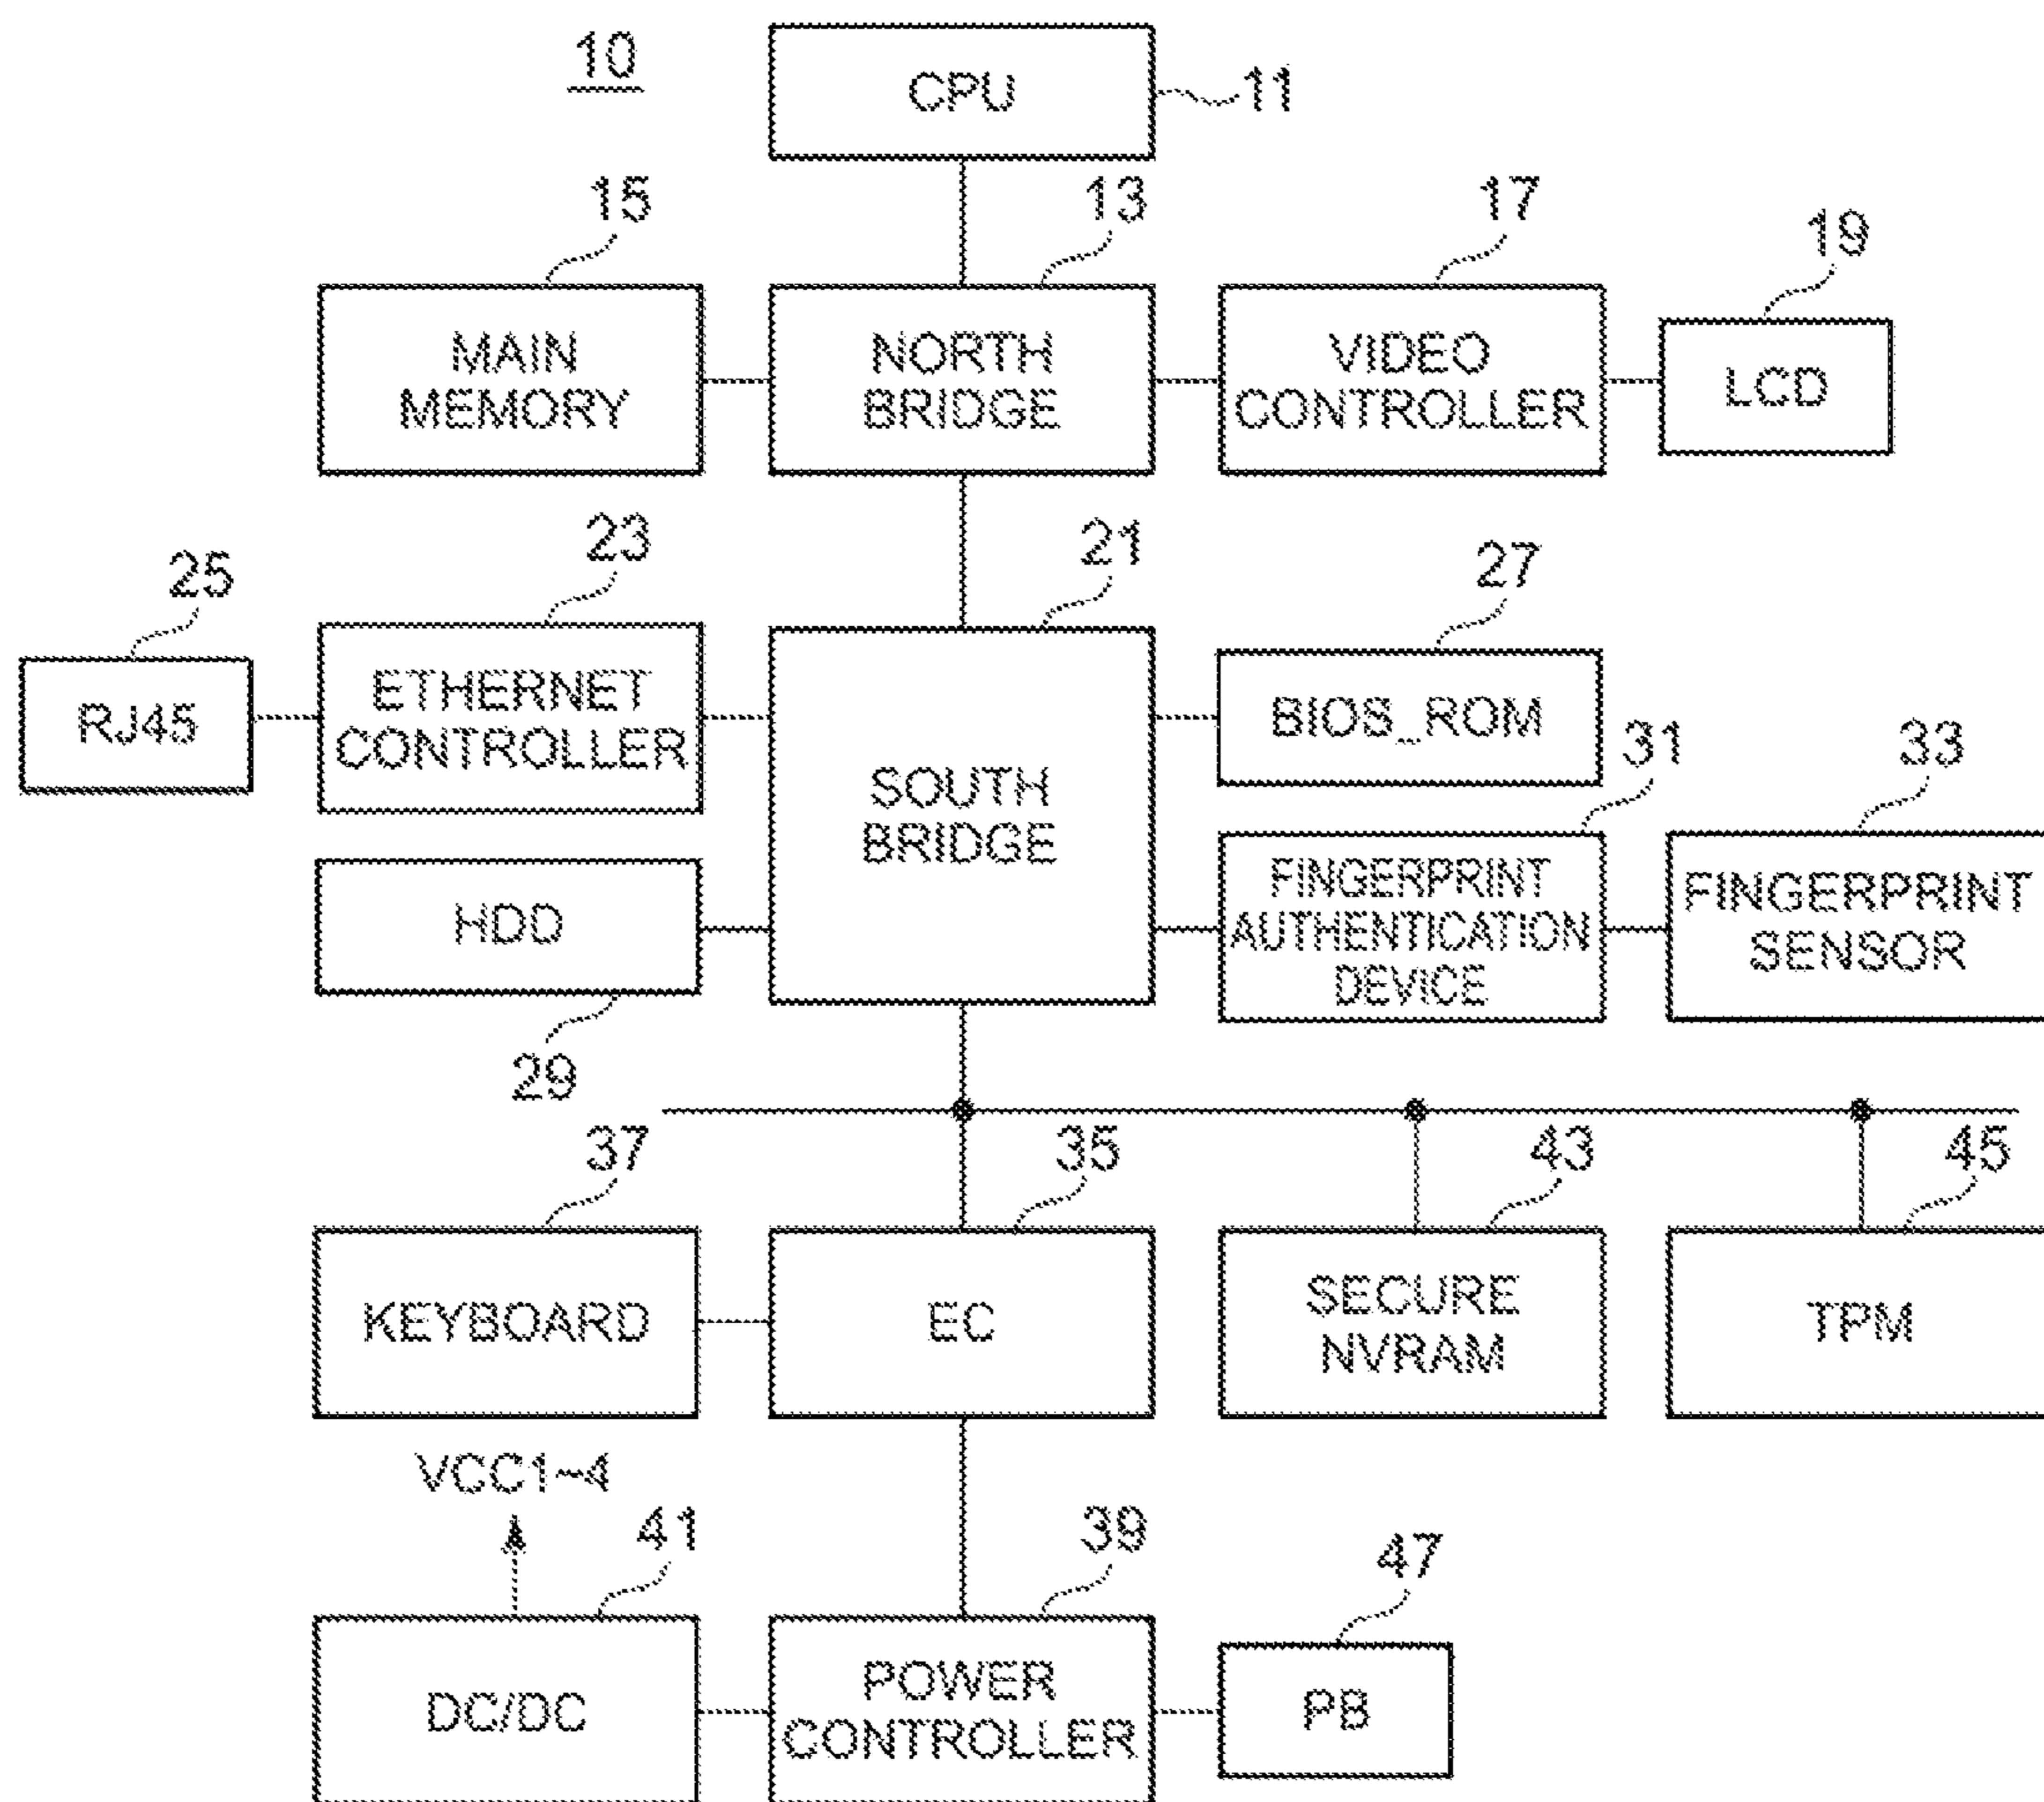 10
CPU
11
15
13
17
19
MAIN
MEMORY
NORTH
BRIDGE
VIDEO
CONTROLLER
LCD
25
23
21
27
RJ45
ETHERNET
CONTROLLER
SOUTH
BRIDGE
BIOS_ROM
31
33
HDD
29
FINGERPRINT
AUTHENTICATION
DEVICE
FINGERPRINT
SENSOR
37
35
43
45
KEYBOARD
EC
SECURE
NVRAM
TPM
VCC1~4
41
39
47
DC/DC
POWER
CONTROLLER
PB